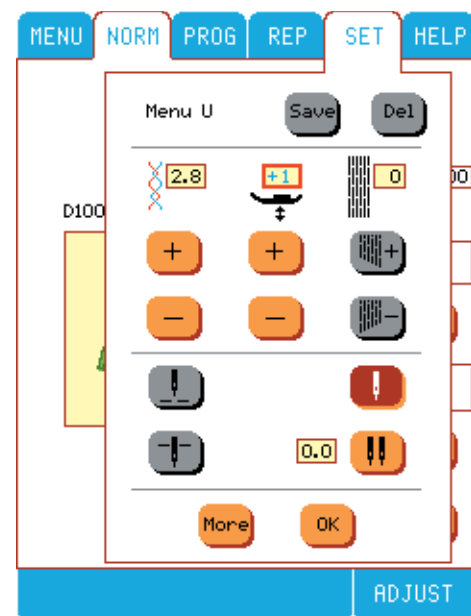 MENU NORM PROG REP SET HELP
Menu U Save Del
2.8 +1 0
D100
+ + +
- - -
0.0
More OK
ADJUST